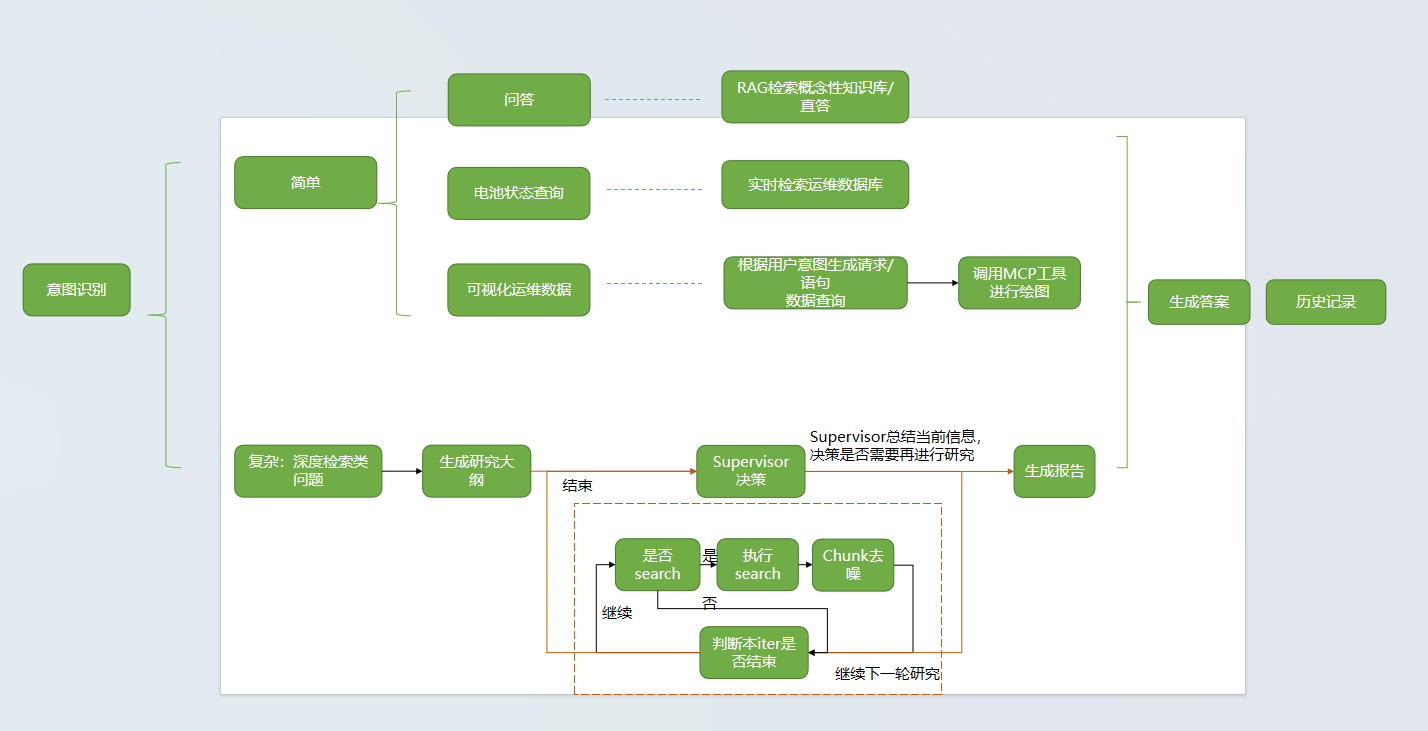 问答
RAG检索概念性知识库/
直答
简单
电池状态查询
实时检索运维数据库
意图识别
可视化运维数据
根据用户意图生成请求/
语句
数据查询
调用MCP工具
进行绘图
生成答案
历史记录
复杂：深度检索类
问题
生成研究大
纲
结束
Supervisor
决策
Supervisor总结当前信息，
决策是否需要再进行研究
生成报告
是否
search
是
执行
search
Chunk去
噪
继续
否
判断本iter是
否结束
继续下一轮研究